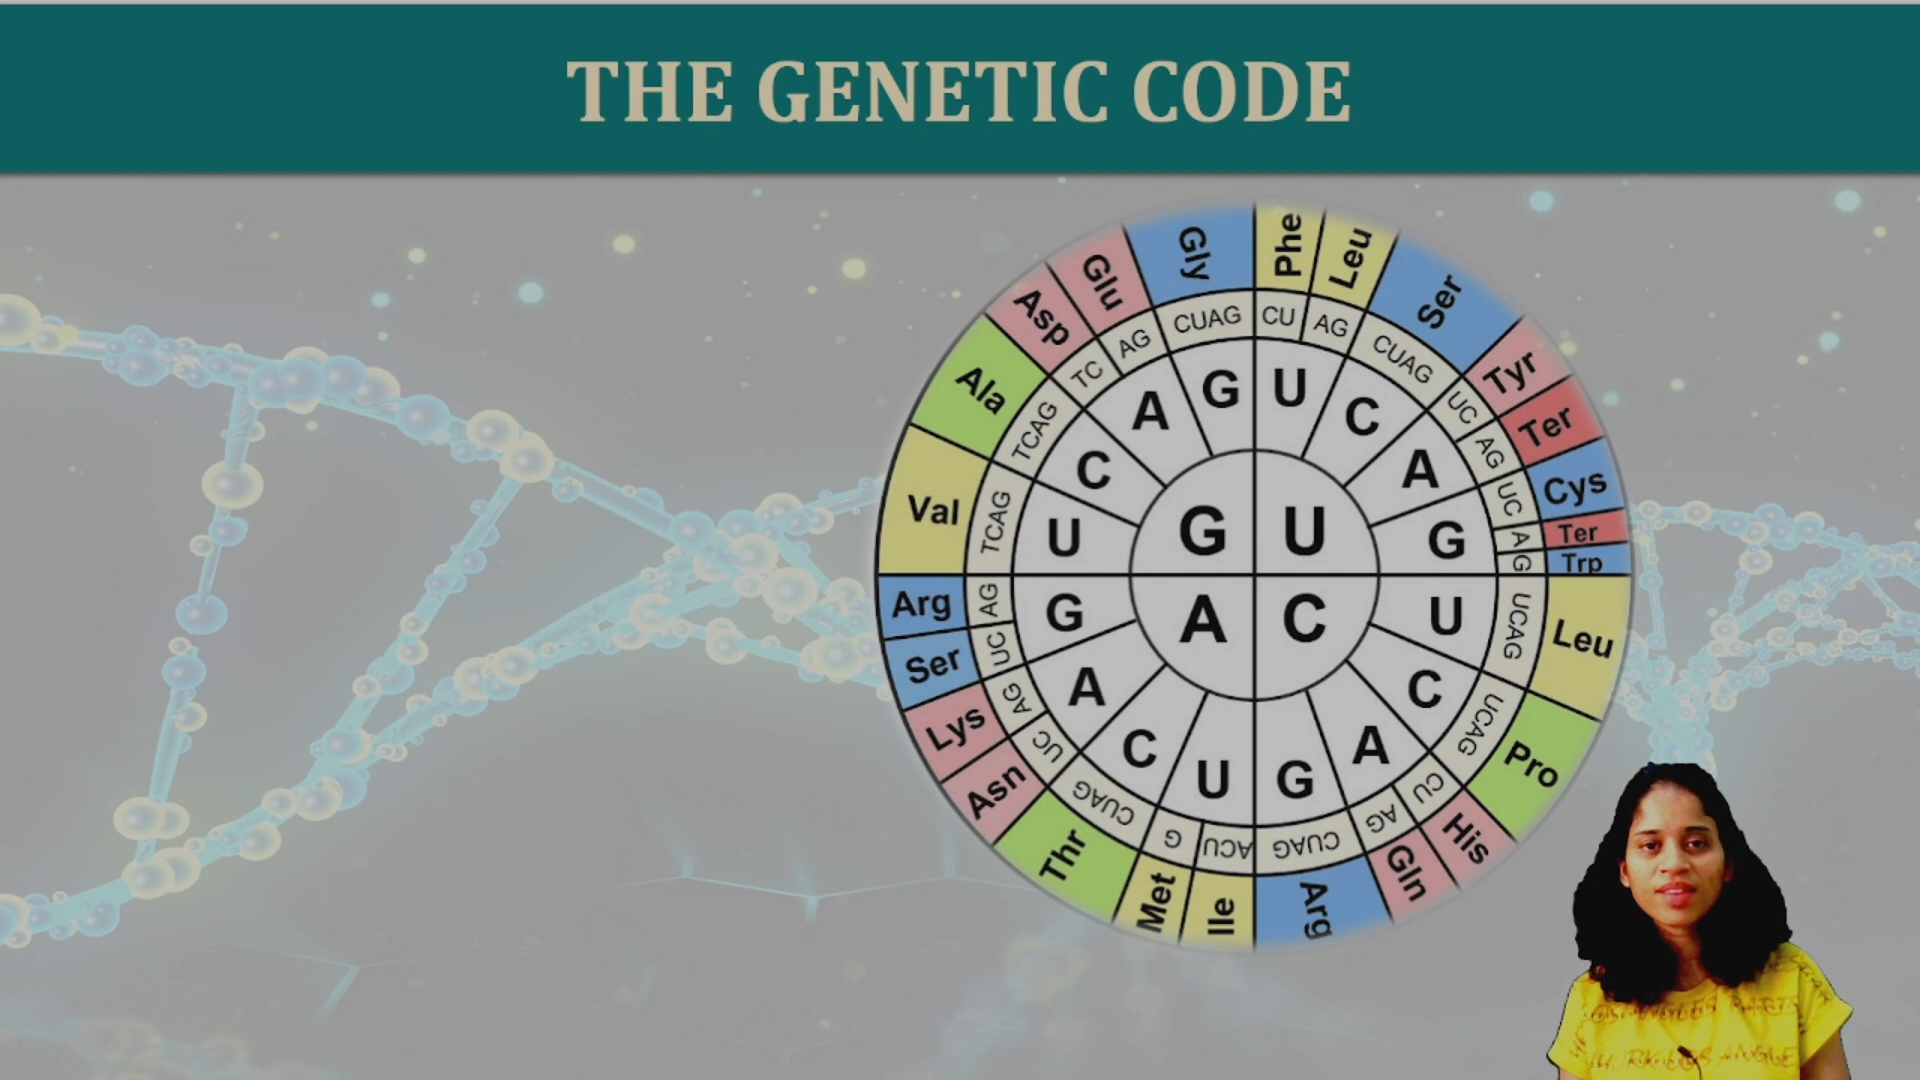 THE GENETIC CODE
Phe
Leu
Ser
Tyr
Ter
Cys
Ter
Trp
Leu
Pro
His
Gln
Arg
Ile
Met
Thr
Asn
Lys
Ser
Arg
Val
Ala
Asp
Glu
Gly
CU
AG
CUAG
UC
AG
UC
A
G
UCAG
UCAG
CU
AG
CUAG
ACU
G
CUAG
UC
AG
UC
AG
TCAG
TCAG
TC
AG
CUAG
U
C
A
G
U
C
A
G
U
C
A
G
U
C
A
G
G U
A C